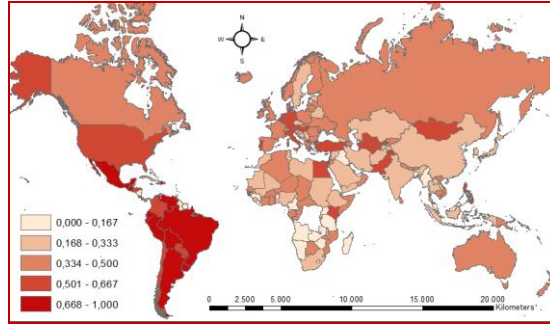 N
W E
S
0,000 - 0,167
0,168 - 0,333
0,334 - 0,500
0,501 - 0,667
0,668 - 1,000
0 2.500 5.000 10 000 15 000 20 000
Kilometers